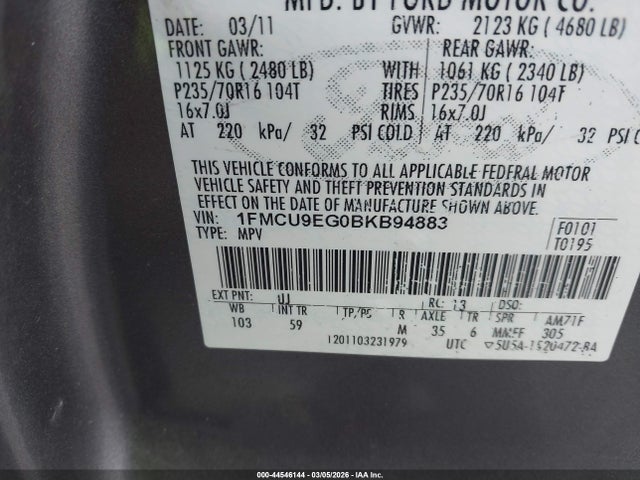 MFD. BY FORD MOTOR CO.
DATE: 03/11 GVWR: 2123 KG ( 4680 LB)
FRONT GAWR: REAR GAWR:
1125 KG ( 2480 LB) WITH 1061 KG ( 2340 LB)
P235/70R16 104T TIRES P235/70R16 104T
16x7.0J RIMS 16x7.0J
AT 220 kPa/ 32 PSI COLD AT 220 kPa/ 32 PSI C
THIS VEHICLE CONFORMS TO ALL APPLICABLE FEDERAL MOTOR
VEHICLE SAFETY AND THEFT PREVENTION STANDARDS IN
EFFECT ON THE DATE OF MANUFACTURE SHOWN ABOVE.
VIN: 1FMCU9EG0BKB94883 F0101
TYPE: MPV T0195
EXT PNT: UJ RC: 13 DSO:
WB INT TR TP/PS R AXLE TR SPR AM71F
103 59 M 35 6 MMFF 305
1201103231979 UTC ▽5U5A-1520472-BA
000-44546144 — 03/05/2026 — IAA Inc.